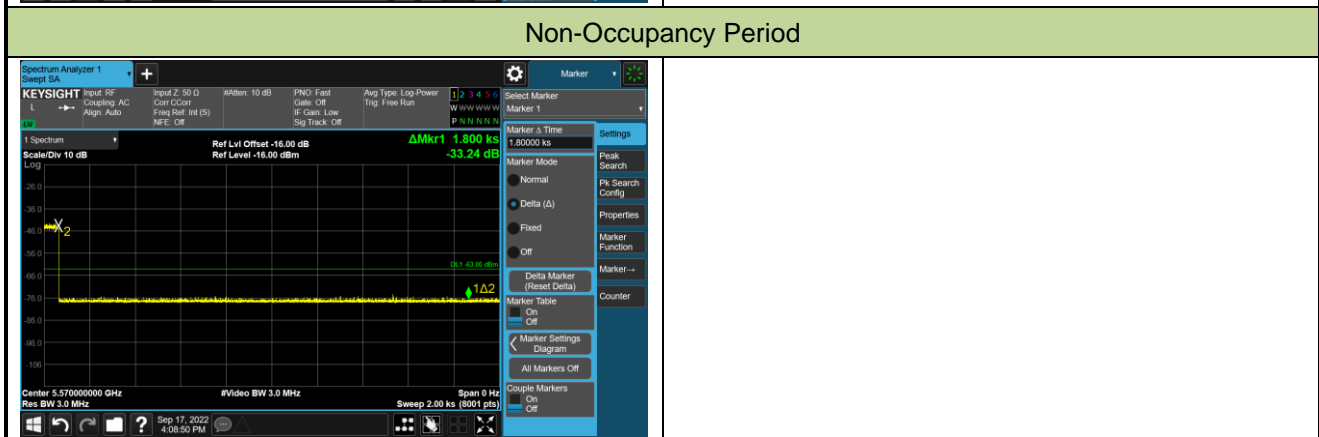 Non-Occupancy Period
Spectrum Analyzer 1
Swept SA
Marker
KEYSIGHT
L
Input: RF
Coupling: AC
Align: Auto
Input Z: 50 Ω
Corr CCorr
Freq Ref: Int (S)
NFE: Off
#Atten: 10 dB
PNO: Fast
Gate: Off
IF Gain: Low
Sig Track: Off
Avg Type: Log-Power
Trig: Free Run
1 2 3 4 5 6
W W W W W W
P N N N N N
Select Marker
Marker 1
1 Spectrum
Scale/Div 10 dB
Log
Ref Lvl Offset -16.00 dB
Ref Level -16.00 dBm
ΔMkr1 1.800 ks
-33.24 dB
-26.0
-36.0
-46.0
-56.0
-66.0
-76.0
-86.0
-96.0
-106
X2
DL1 -63.00 dBm
1Δ2
Center 5.570000000 GHz
Res BW 3.0 MHz
#Video BW 3.0 MHz
Span 0 Hz
Sweep 2.00 ks (8001 pts)
Marker Δ Time
1.80000 ks
Marker Mode
Normal
Delta (Δ)
Fixed
Off
Delta Marker
(Reset Delta)
Marker Table
On
Off
Marker Settings
Diagram
All Markers Off
Couple Markers
On
Off
Settings
Peak
Search
Pk Search
Config
Properties
Marker
Function
Marker→
Counter
?
Sep 17, 2022
4:08:50 PM